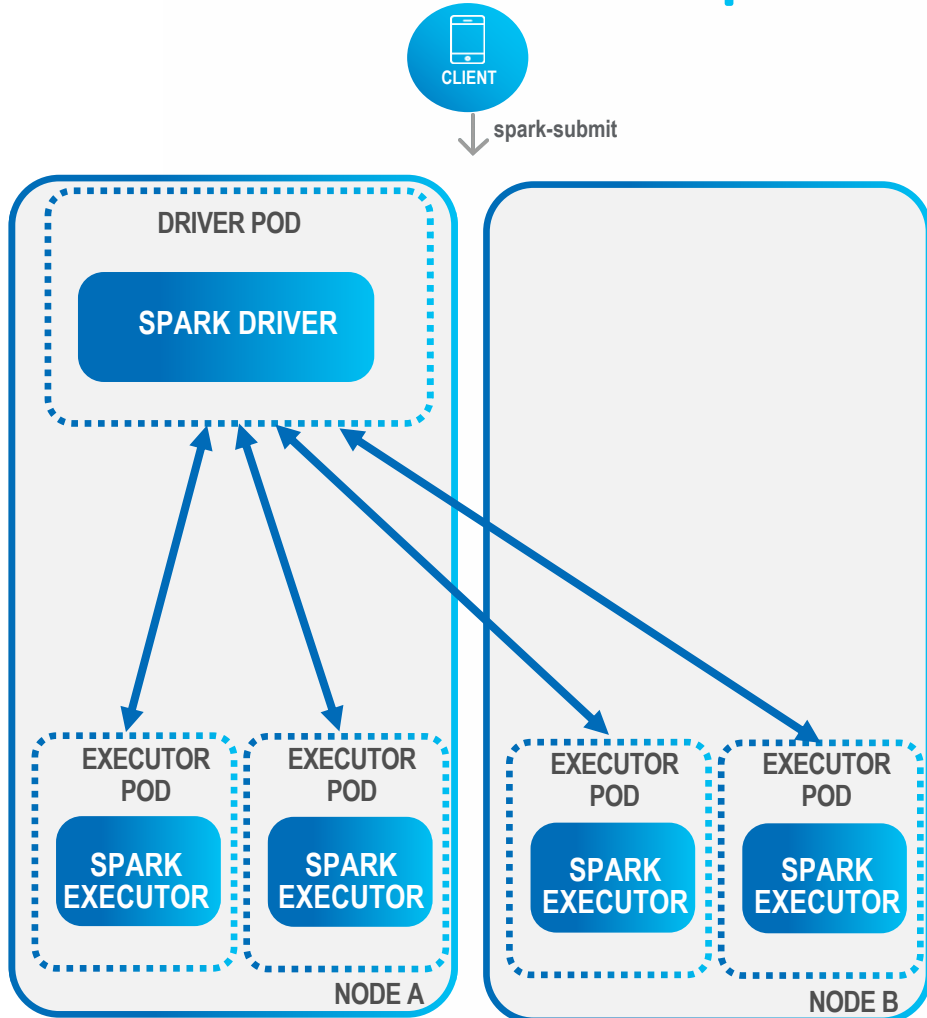 CLIENT
spark-submit
DRIVER POD
SPARK DRIVER
EXECUTOR
POD
SPARK
EXECUTOR
EXECUTOR
POD
SPARK
EXECUTOR
NODE A
EXECUTOR
POD
SPARK
EXECUTOR
EXECUTOR
POD
SPARK
EXECUTOR
NODE B